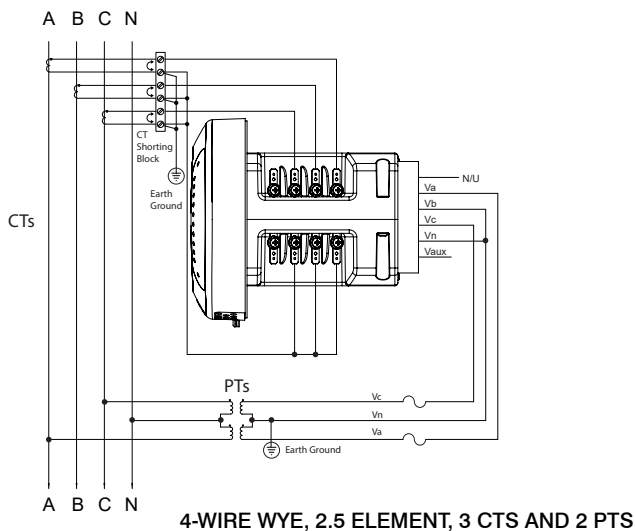 A B C N
CT
Shorting
Block
Earth
Ground
N/U
Va
Vb
Vc
Vn
Vaux
CTs
PTs
Vc
Vn
Va
Earth Ground
A B C N
4-WIRE WYE, 2.5 ELEMENT, 3 CTS AND 2 PTS